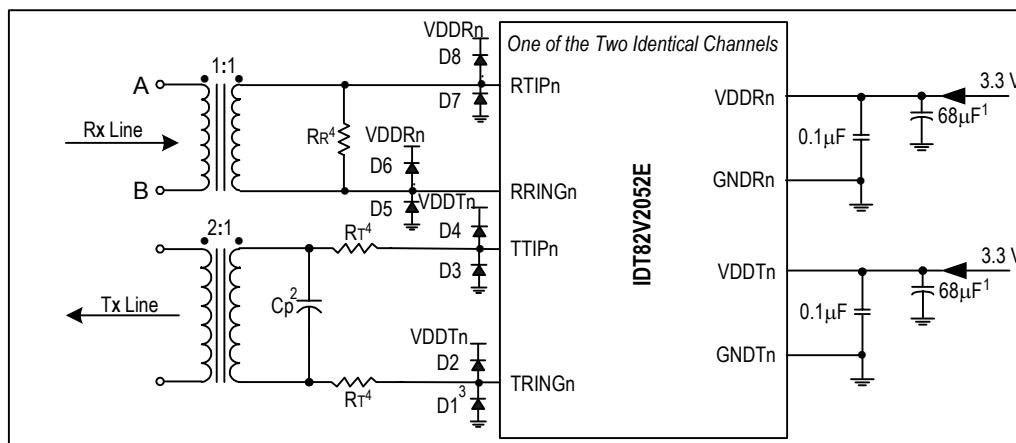 One of the Two Identical Channels
VDDRn
D8
1:1
A
RTIPn
D7
Rx Line
RR4
VDDRn
D6
B
RRINGn
D5
VDDTn
D4
2:1
RT4
TTIPn
D3
Tx Line
Cp2
VDDTn
D2
TRINGn
RT4
D13
IDT82V2052E
VDDRn
3.3 V
68μF1
0.1μF
GNDRn
VDDTn
3.3 V
68μF1
0.1μF
GNDTn